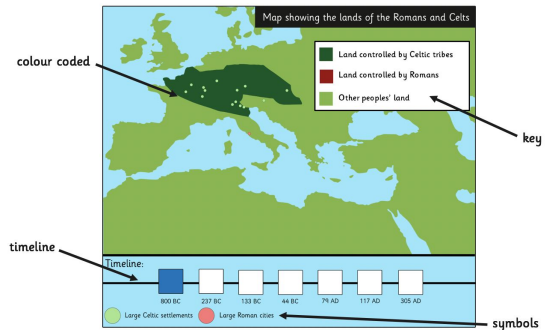 Map showing the lands of the Romans and Celts
colour coded
Land controlled by Celtic tribes
Land controlled by Romans
Other peoples' land
key
timeline
Timeline:
800 BC 237 BC 133 BC 44 BC 79 AD 117 AD 305 AD
Large Celtic settlements Large Roman cities
symbols